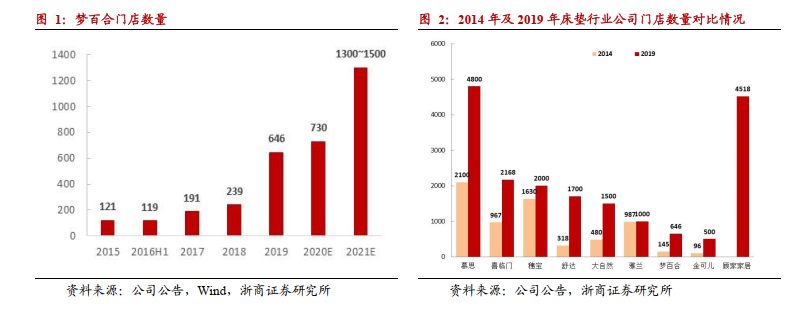 图 1：梦百合门店数量
1400
1200
1000
800
600
400
200
0
121
119
191
239
646
730
1300~1500
2015
2016H1
2017
2018
2019
2020E
2021E
资料来源：公司公告，Wind，浙商证券研究所
图 2：2014 年及 2019 年床垫行业公司门店数量对比情况
2014
2019
6000
5000
4000
3000
2000
1000
0
2100
4800
967
2168
1630
2000
318
1700
480
1500
987
1000
145
646
96
500
4518
慕思
喜临门
穗宝
舒达
大自然
雅兰
梦百合
金可儿
顾家家居
资料来源：公司公告，浙商证券研究所